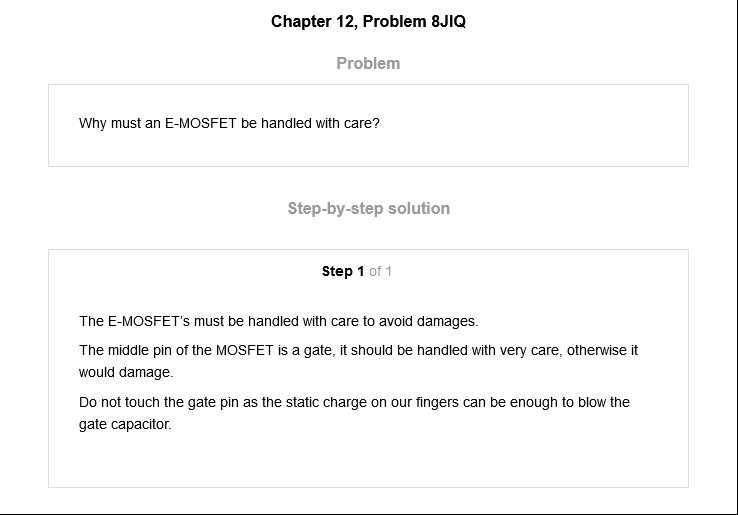 Chapter 12, Problem 8JIQ
Problem
Why must an E-MOSFET be handled with care?
Step-by-step solution
Step 1 of 1
The E-MOSFET's must be handled with care to avoid damages.
The middle pin of the MOSFET is a gate, it should be handled with very care, otherwise it
would damage.
Do not touch the gate pin as the static charge on our fingers can be enough to blow the
gate capacitor.